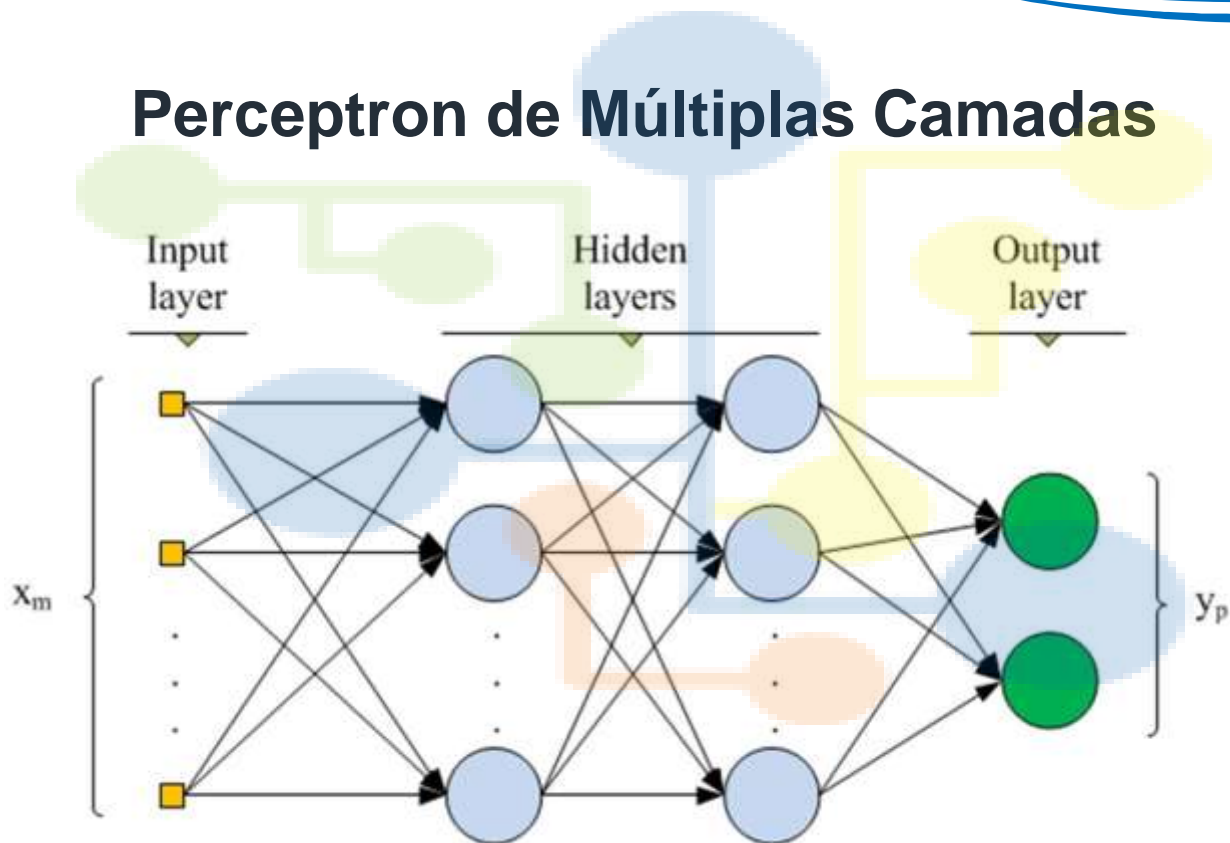 Perceptron de Múltiplas Camadas
Input
layer
Hidden
layers
Output
layer
xₘ
yₚ